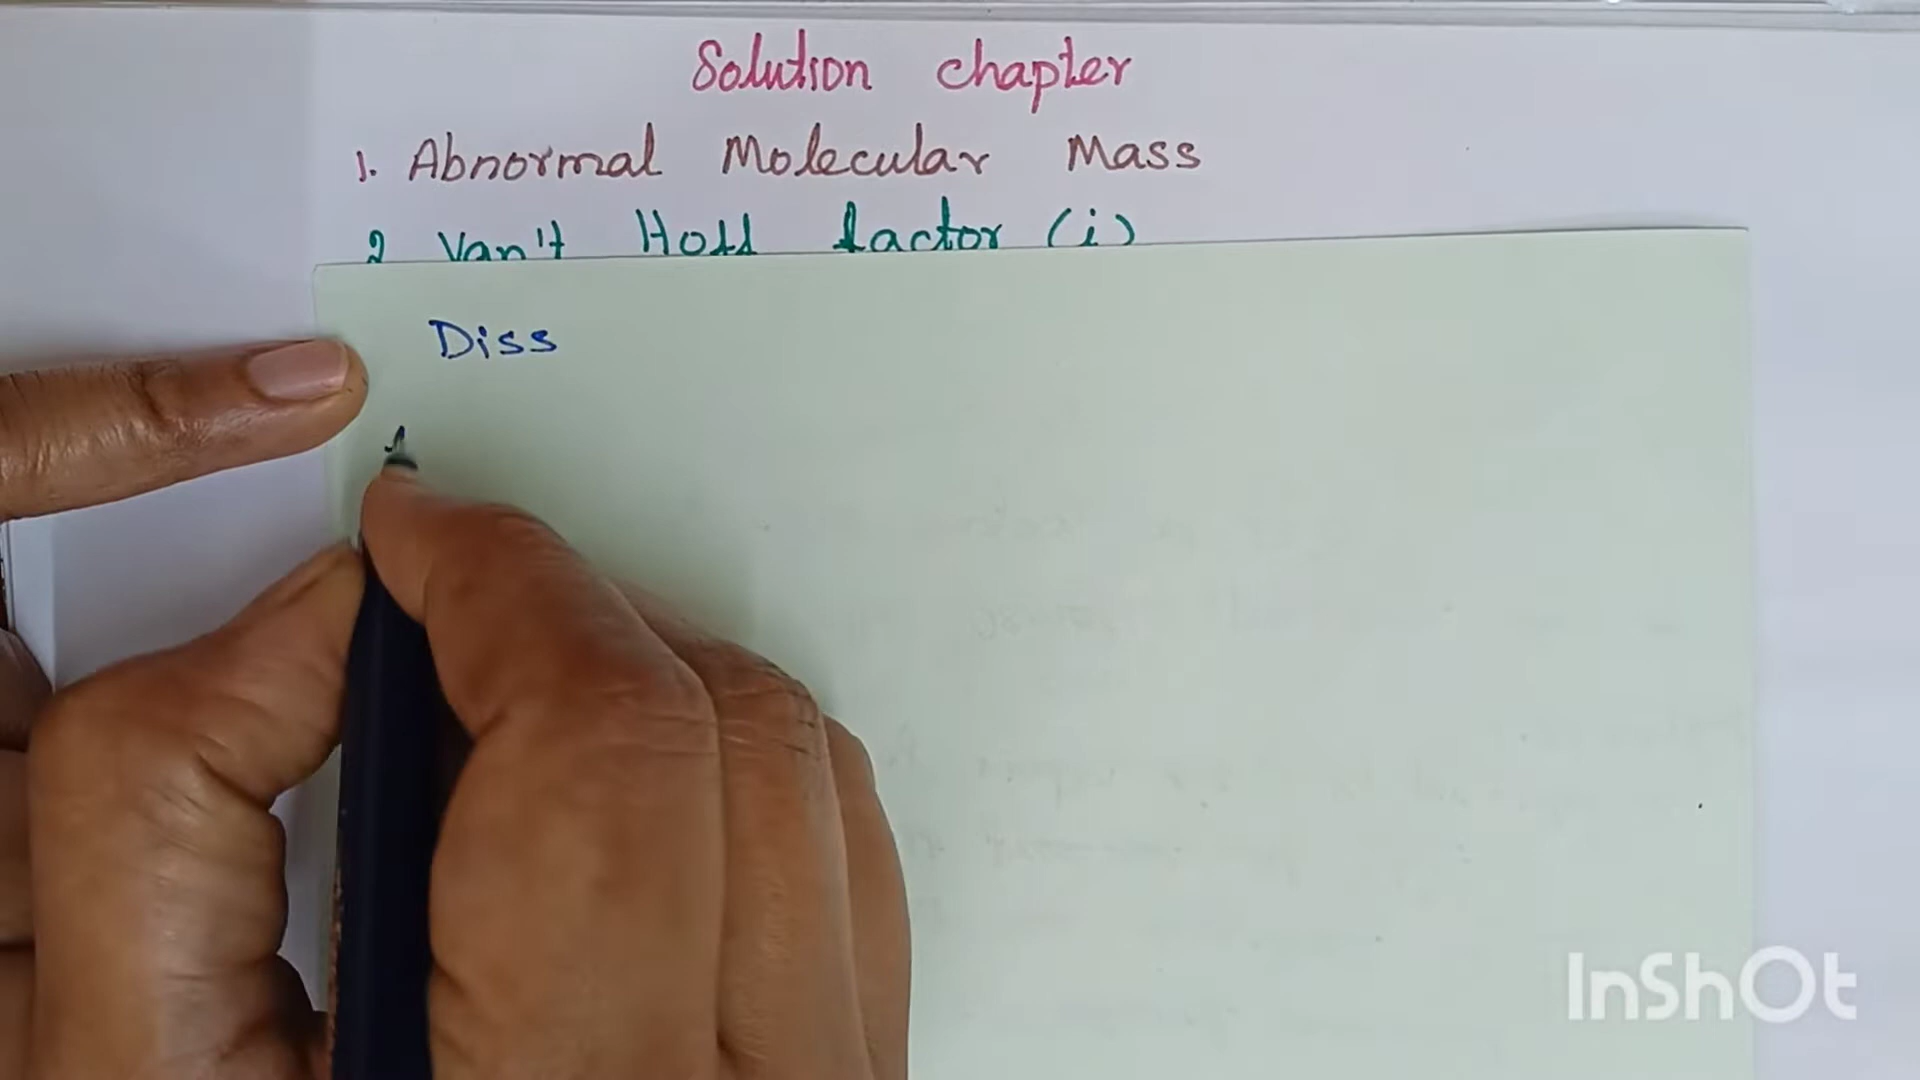 Solution chapter
1. Abnormal Molecular Mass
2 Van't Hoff factor (i)
Diss
InShOt